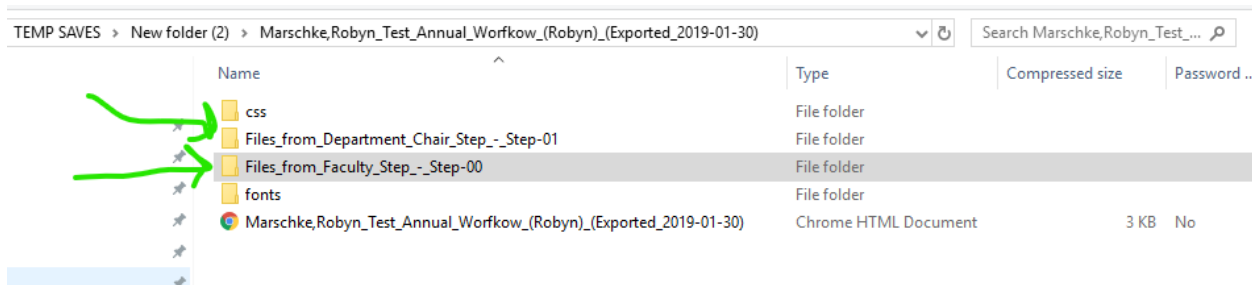 TEMP SAVES > New folder (2) > Marschke,Robyn_Test_Annual_Worfkow_(Robyn)_(Exported_2019-01-30) Search Marschke,Robyn_Test_...
Name Type Compressed size Password ...
css File folder
Files_from_Department_Chair_Step_-_Step-01 File folder
Files_from_Faculty_Step_-_Step-00 File folder
fonts File folder
Marschke,Robyn_Test_Annual_Worfkow_(Robyn)_(Exported_2019-01-30) Chrome HTML Document 3 KB No